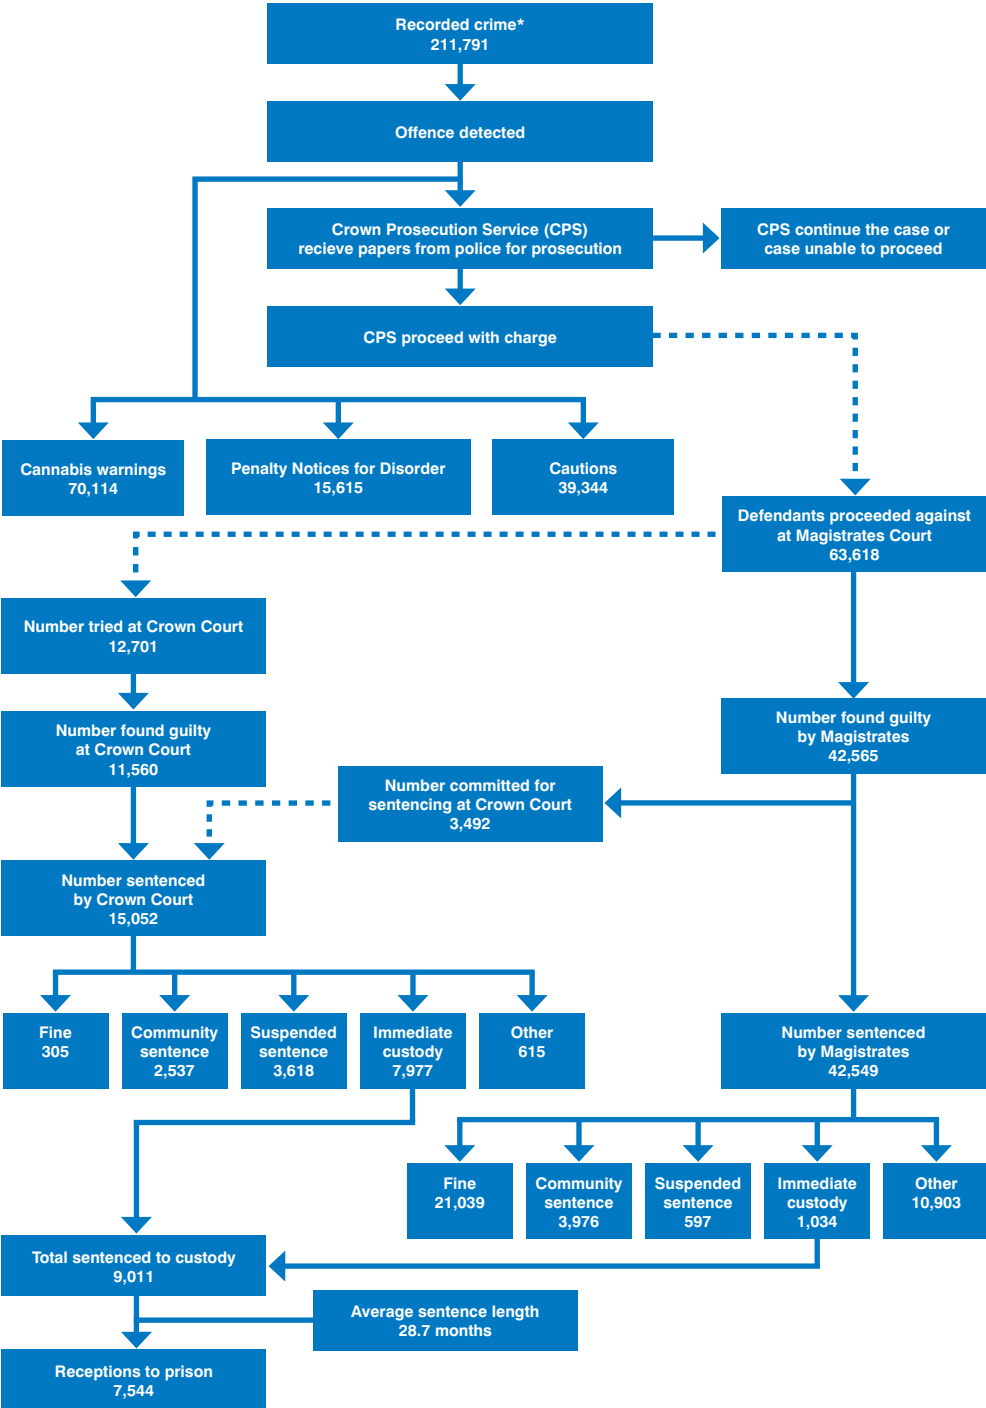 Recorded crime*
211,791
Offence detected
Crown Prosecution Service (CPS)
recieve papers from police for prosecution
CPS continue the case or
case unable to proceed
CPS proceed with charge
Cannabis warnings
70,114
Penalty Notices for Disorder
15,615
Cautions
39,344
Defendants proceeded against
at Magistrates Court
63,618
Number tried at Crown Court
12,701
Number found guilty
at Crown Court
11,560
Number found guilty
by Magistrates
42,565
Number committed for
sentencing at Crown Court
3,492
Number sentenced
by Crown Court
15,052
Fine
305
Community
sentence
2,537
Suspended
sentence
3,618
Immediate
custody
7,977
Other
615
Number sentenced
by Magistrates
42,549
Fine
21,039
Community
sentence
3,976
Suspended
sentence
597
Immediate
custody
1,034
Other
10,903
Total sentenced to custody
9,011
Average sentence length
28.7 months
Receptions to prison
7,544